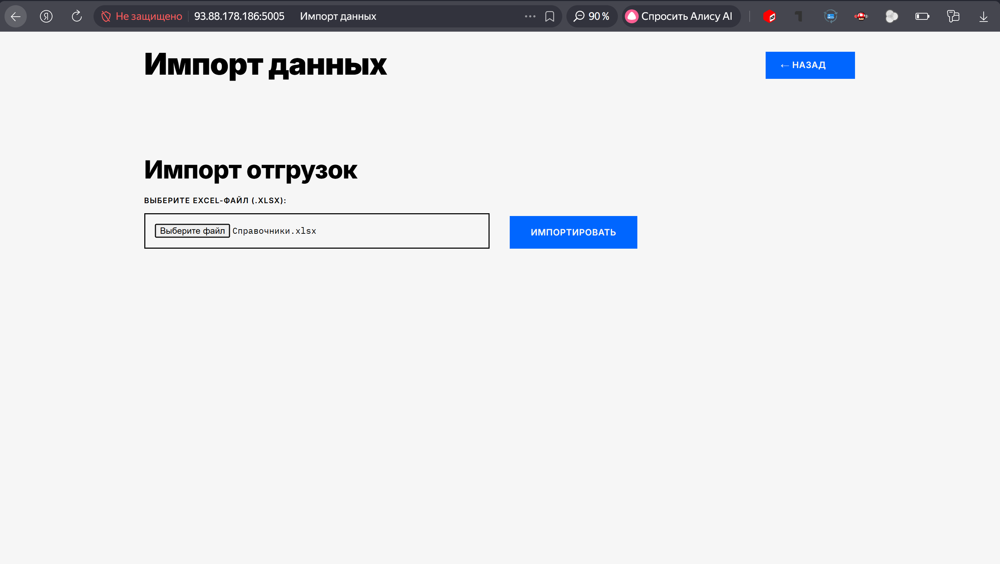 Не защищено 93.88.178.186:5005 Импорт данных 90 % Спросить Алису AI
Импорт данных
← НАЗАД
Импорт отгрузок
ВЫБЕРИТЕ EXCEL-ФАЙЛ (.XLSX):
Выберите файл Справочники.xlsx
ИМПОРТИРОВАТЬ